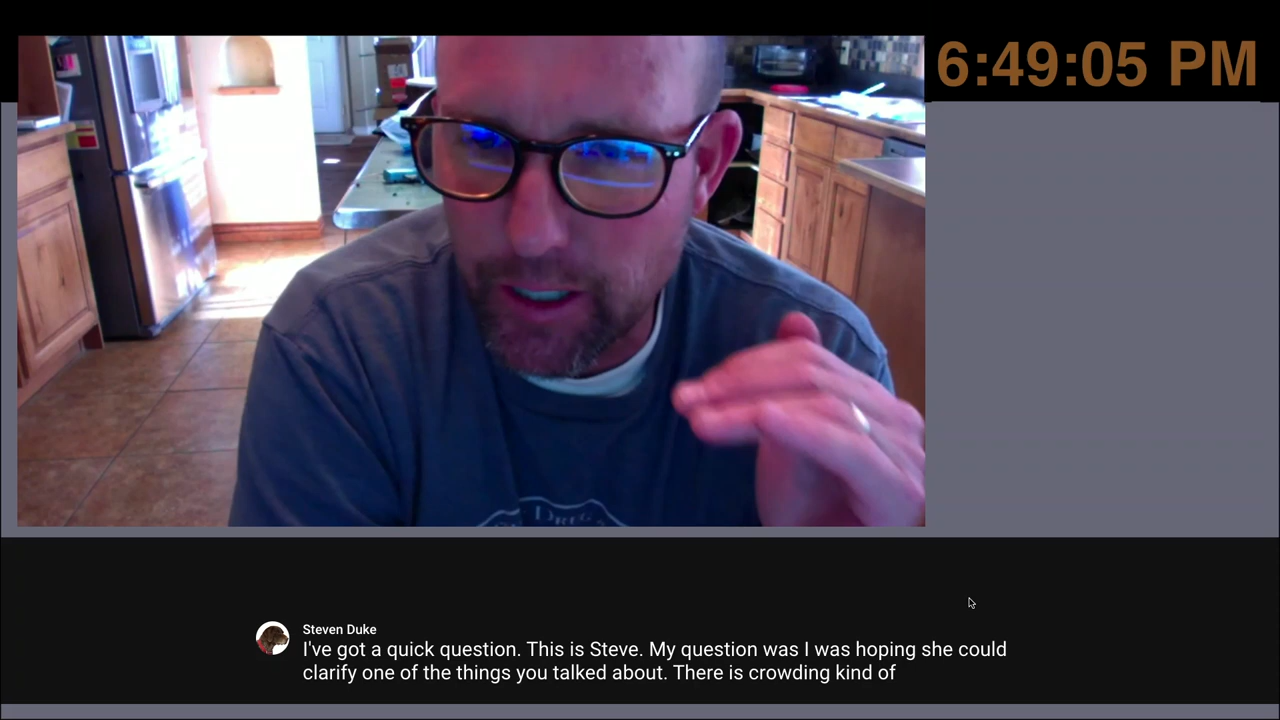 6:49:05 PM
Steven Duke
I've got a quick question. This is Steve. My question was I was hoping she could
clarify one of the things you talked about. There is crowding kind of